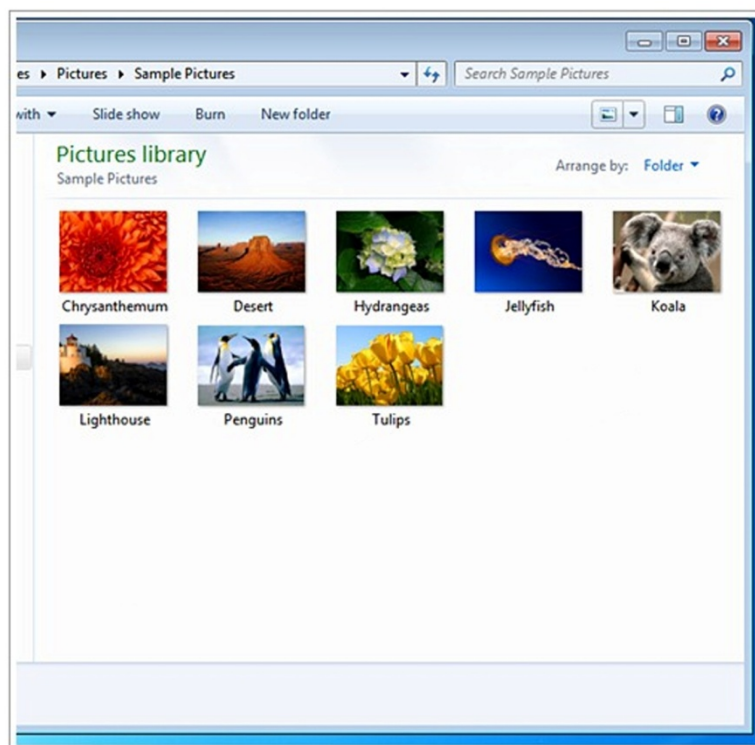 es ▸ Pictures ▸ Sample Pictures
Search Sample Pictures
with Slide show Burn New folder
Pictures library
Sample Pictures
Arrange by: Folder
Chrysanthemum Desert Hydrangeas Jellyfish Koala
Lighthouse Penguins Tulips